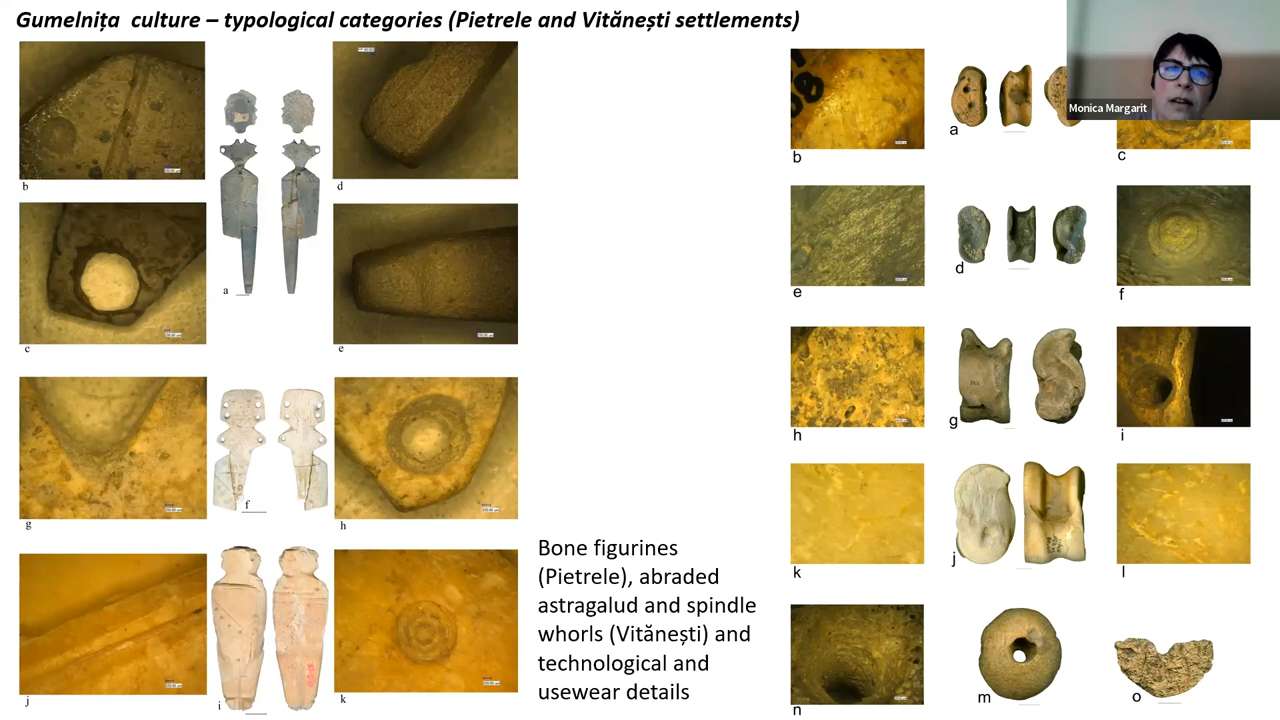 Gumelnița culture – typological categories (Pietrele and Vitănești settlements)
Monica Margarit
b
a
d
c
e
g
f
h
j
i
k
Bone figurines
(Pietrele), abraded
astragalud and spindle
whorls (Vitănești) and
technological and
usewear details
b
a
c
e
d
f
h
g
i
k
j
l
n
m
o